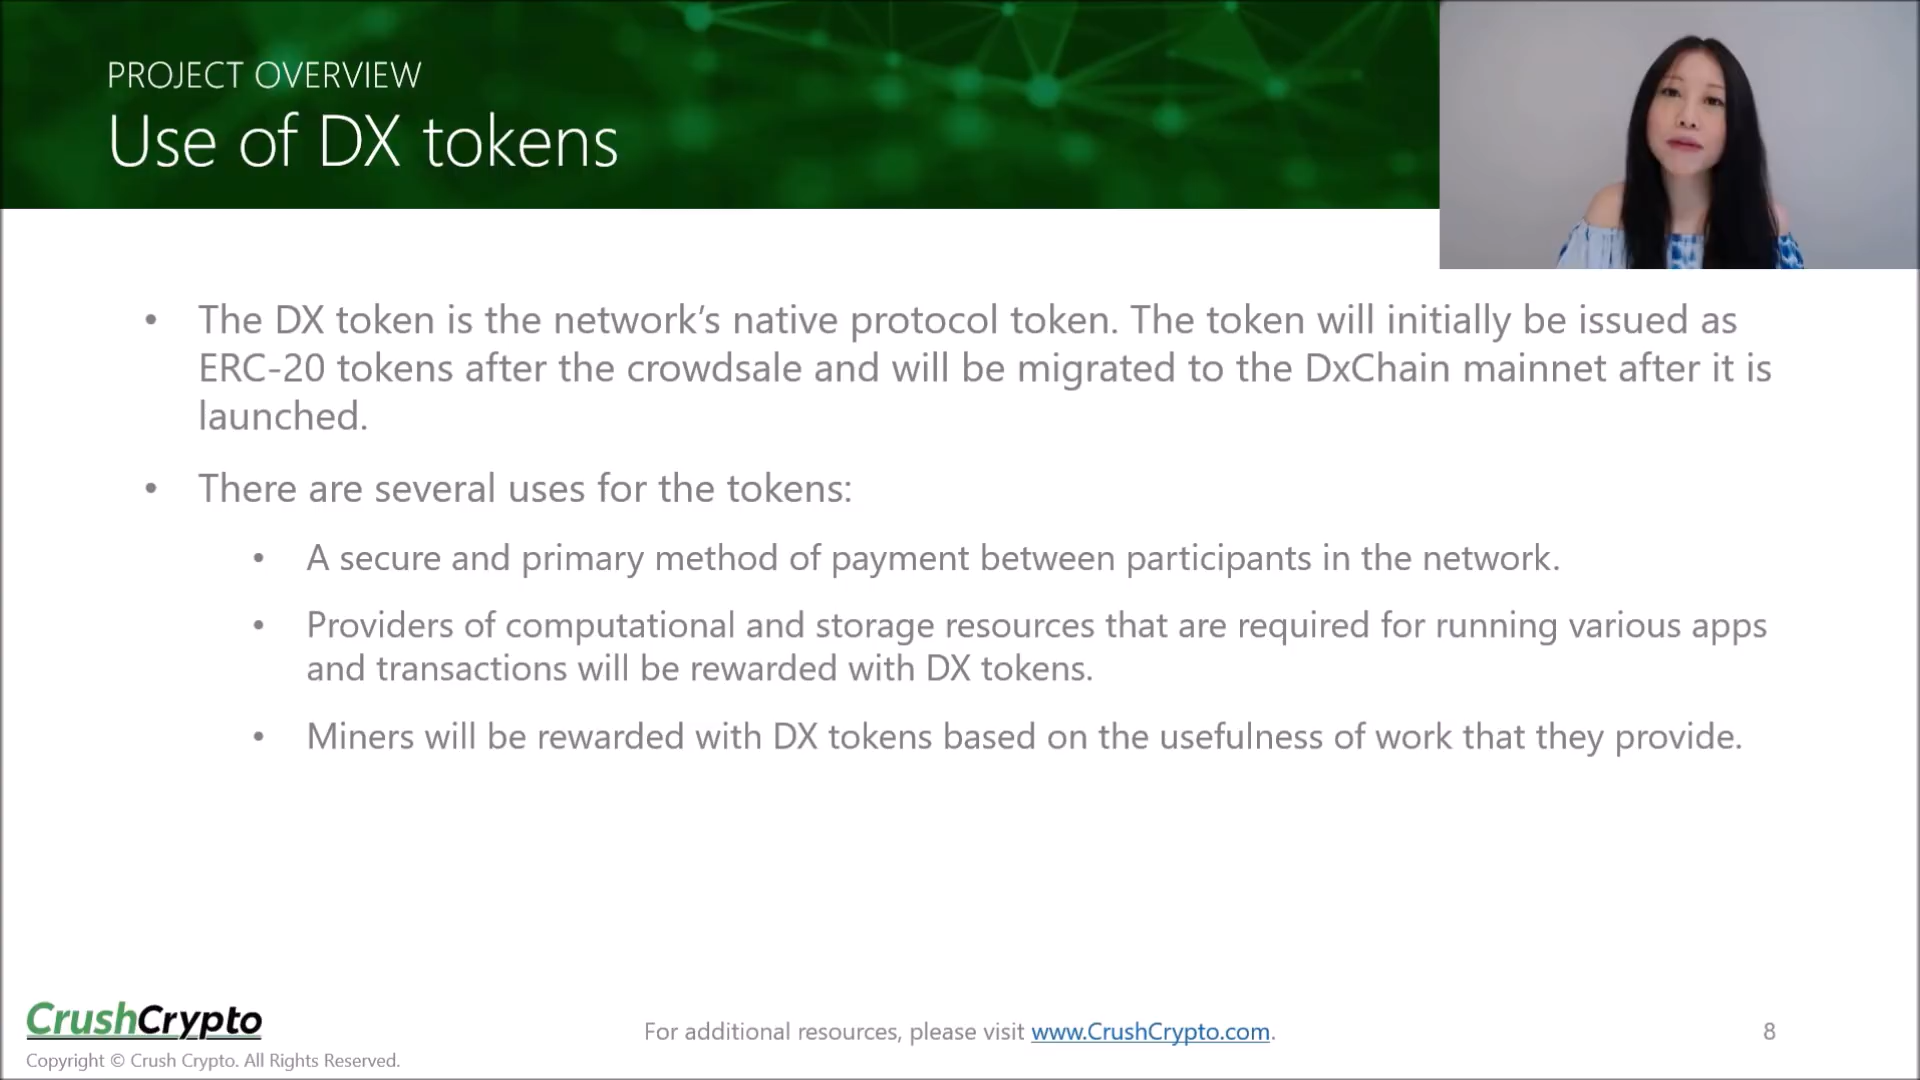 PROJECT OVERVIEW
Use of DX tokens
• The DX token is the network’s native protocol token. The token will initially be issued as
ERC-20 tokens after the crowdsale and will be migrated to the DxChain mainnet after it is
launched.
• There are several uses for the tokens:
• A secure and primary method of payment between participants in the network.
• Providers of computational and storage resources that are required for running various apps
and transactions will be rewarded with DX tokens.
• Miners will be rewarded with DX tokens based on the usefulness of work that they provide.
CrushCrypto
Copyright © Crush Crypto. All Rights Reserved.
For additional resources, please visit www.CrushCrypto.com.
8